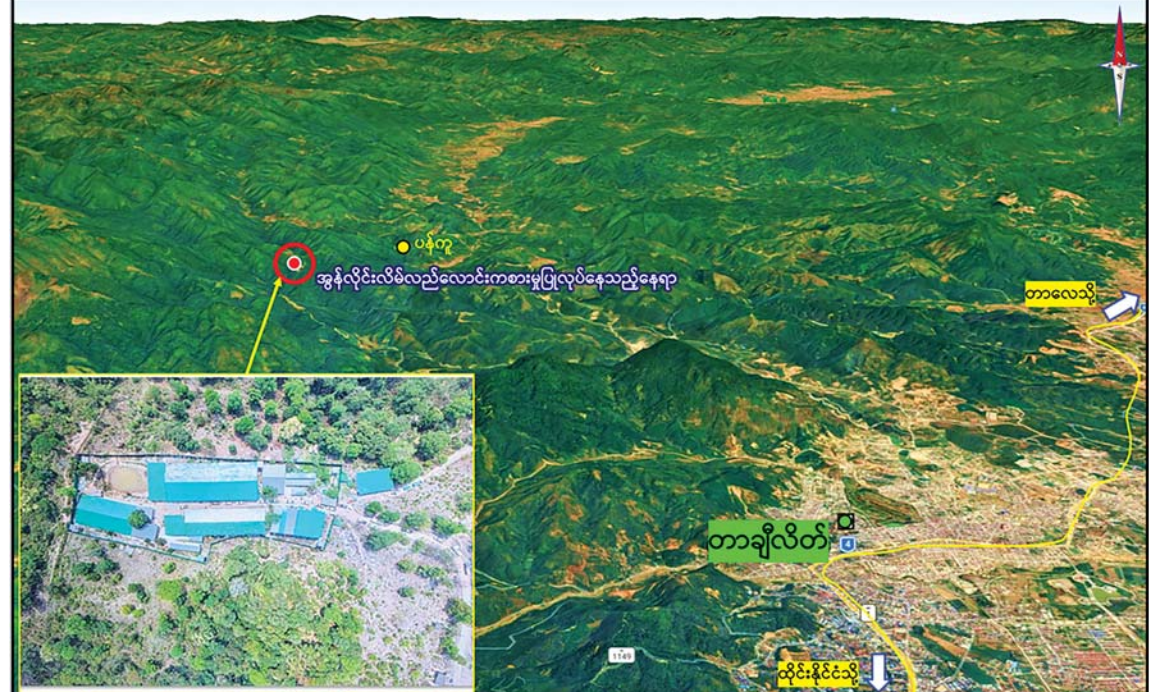 ပန်ကူ
အွန်လိုင်းလိမ်လည်လောင်းကစားမှုပြုလုပ်နေသည့်နေရာ
တာလေသို့
တာချီလိတ်
4
1149
ထိုင်းနိုင်ငံသို့